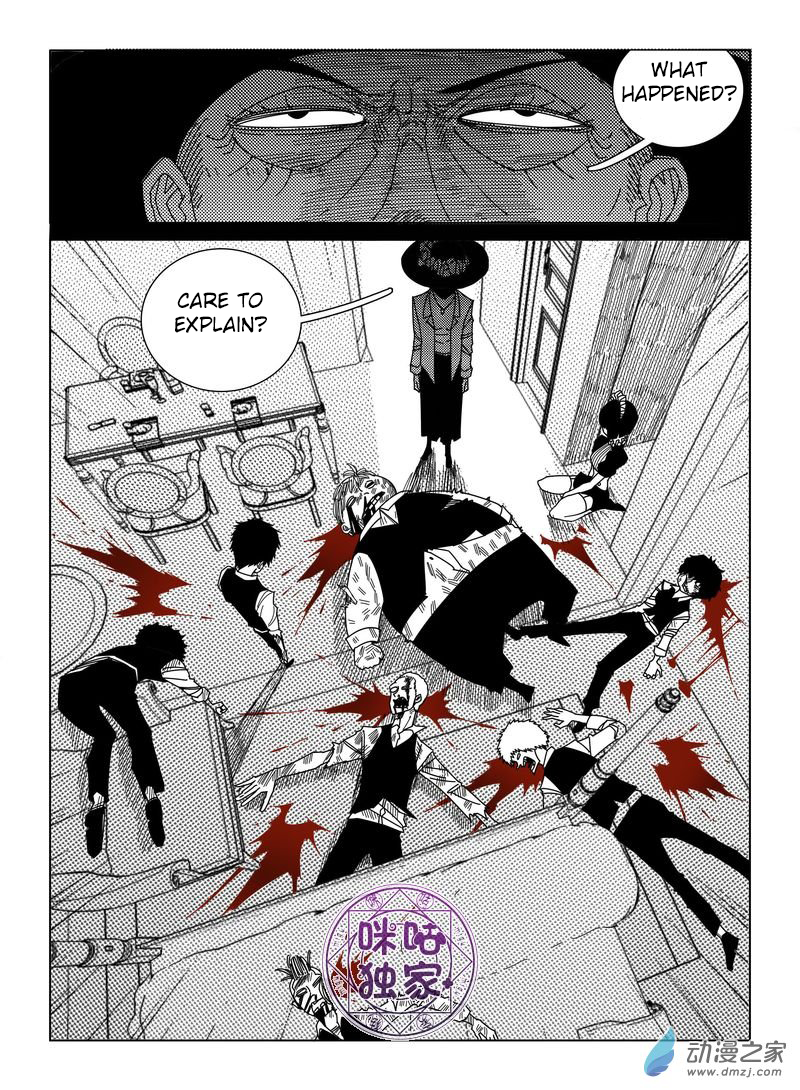 WHAT
HAPPENED?
CARE TO
EXPLAIN?
咪咕
独家
动漫之家
www.dmzj.com